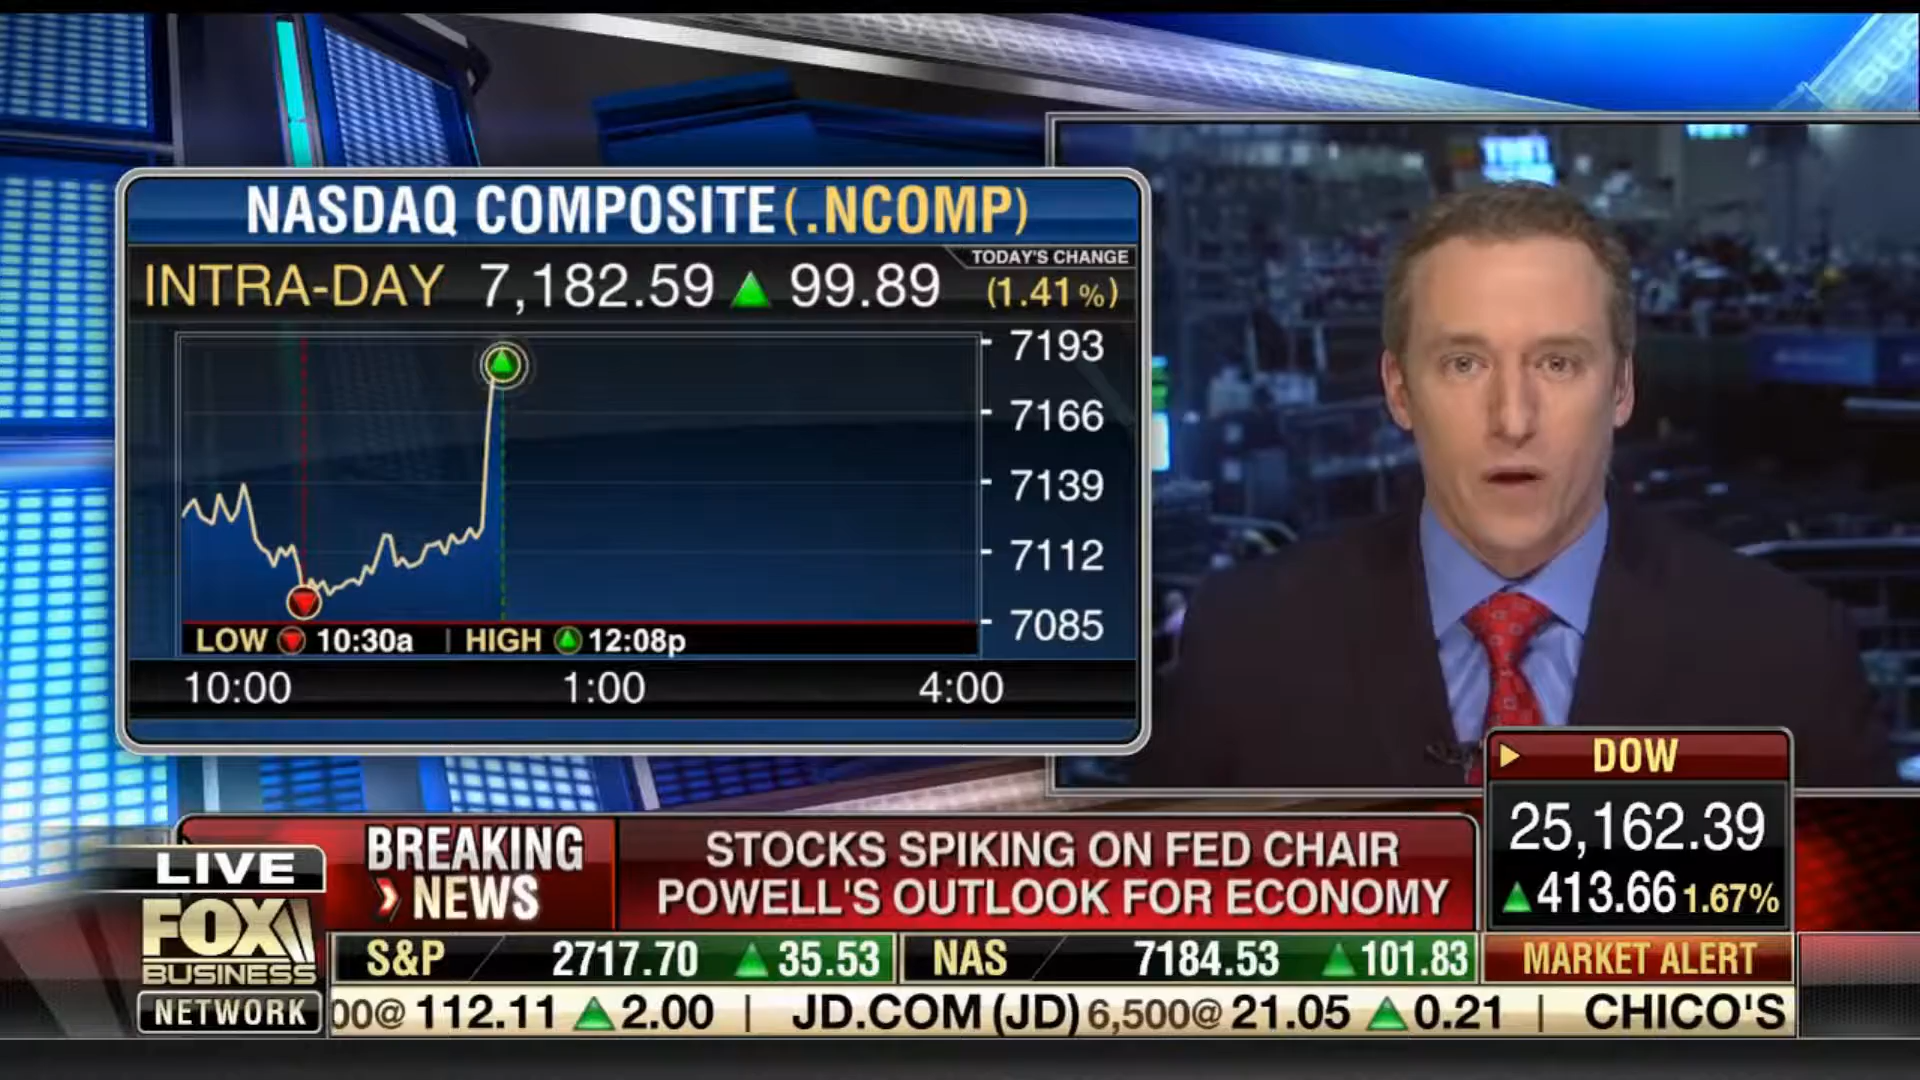 NASDAQ COMPOSITE (.NCOMP)
TODAY'S CHANGE
INTRA-DAY 7,182.59 ▲ 99.89 (1.41%)
7193
7166
7139
7112
7085
LOW ▼ 10:30a | HIGH ▲ 12:08p
10:00 1:00 4:00
DOW
25,162.39
▲ 413.66 1.67%
MARKET ALERT
BREAKING
NEWS
STOCKS SPIKING ON FED CHAIR
POWELL'S OUTLOOK FOR ECONOMY
LIVE
FOX
BUSINESS
NETWORK
S&P 2717.70 ▲ 35.53 NAS 7184.53 ▲ 101.83
00@ 112.11 ▲ 2.00 | JD.COM (JD) 6,500@ 21.05 ▲ 0.21 | CHICO'S